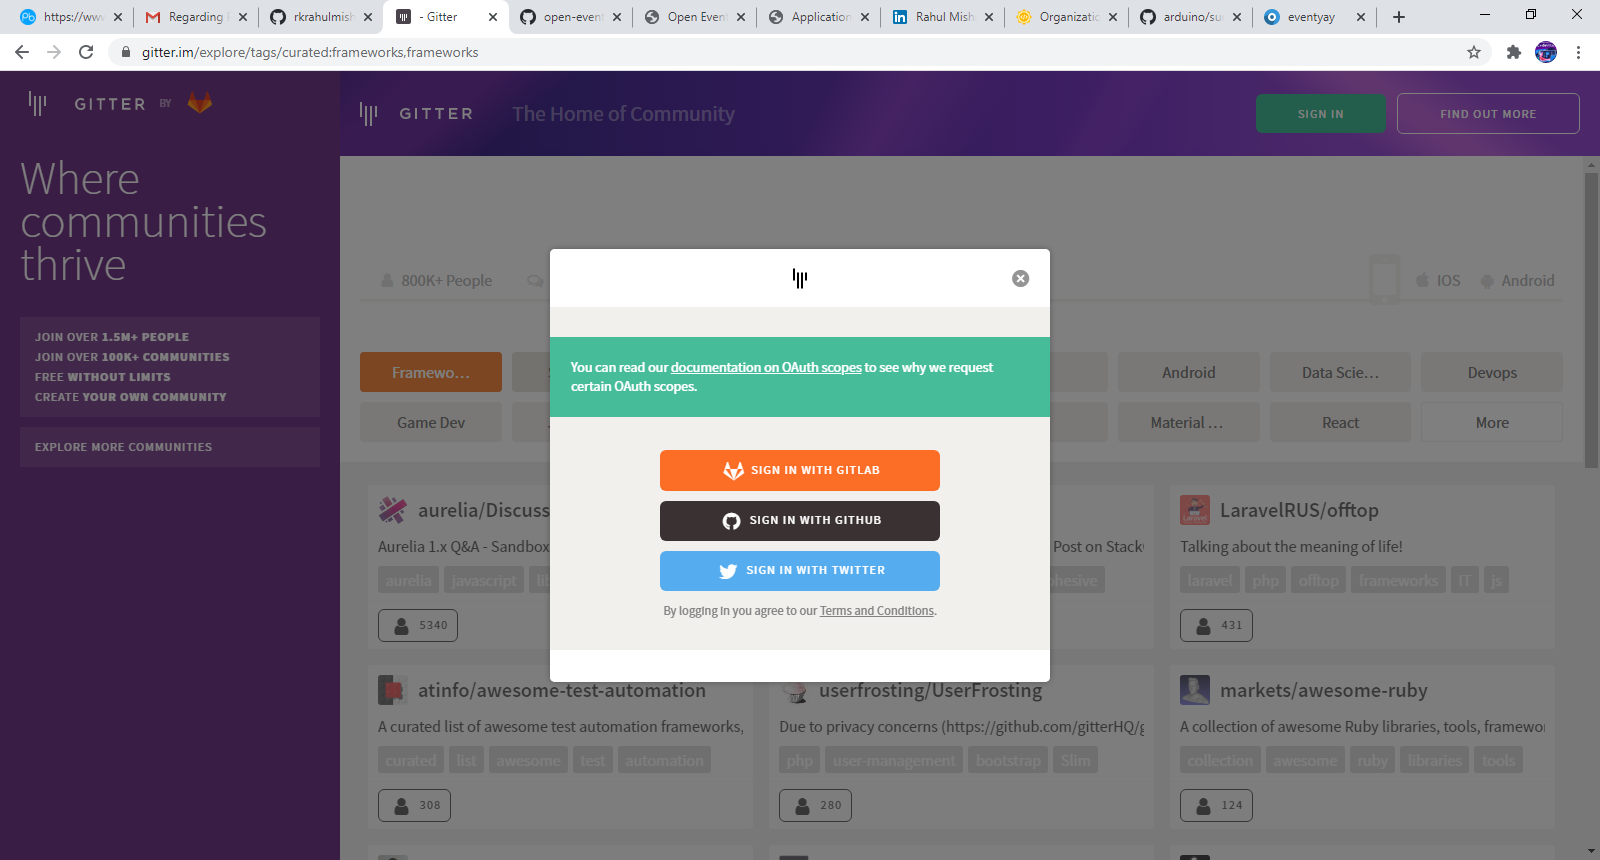 https://www
Regarding
rkrahulmish
- Gitter
open-even
Open Even
Application
Rahul Mish
Organizatio
arduino/su
eventyay
gitter.im/explore/tags/curated:frameworks,frameworks
GITTER BY
GITTER
The Home of Community
SIGN IN
FIND OUT MORE
Where
communities
thrive
JOIN OVER 1.5M+ PEOPLE
JOIN OVER 100K+ COMMUNITIES
FREE WITHOUT LIMITS
CREATE YOUR OWN COMMUNITY
EXPLORE MORE COMMUNITIES
800K+ People
IOS
Android
You can read our documentation on OAuth scopes to see why we request
certain OAuth scopes.
SIGN IN WITH GITLAB
SIGN IN WITH GITHUB
SIGN IN WITH TWITTER
By logging in you agree to our Terms and Conditions.
Framewo...
Android
Data Scie...
Devops
Game Dev
Material ...
React
More
aurelia/Discuss
Aurelia 1.x Q&A - Sandbox
aurelia javascript
5340
Post on Stack
LaravelRUS/offtop
Talking about the meaning of life!
laravel php offtop frameworks IT js
431
atinfo/awesome-test-automation
A curated list of awesome test automation frameworks,
curated list awesome test automation
308
userfrosting/UserFrosting
Due to privacy concerns (https://github.com/gitterHQ/g
php user-management bootstrap Slim
280
markets/awesome-ruby
A collection of awesome Ruby libraries, tools, framewor
collection awesome ruby libraries tools
124